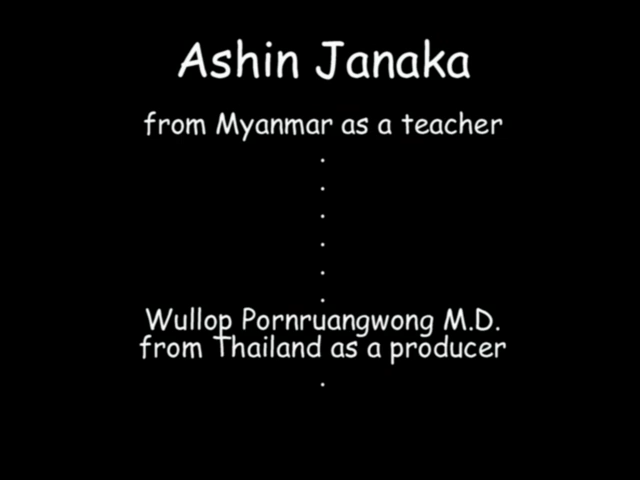 Ashin Janaka
from Myanmar as a teacher
.
.
.
.
.
.
Wullop Pornruangwong M.D.
from Thailand as a producer
.